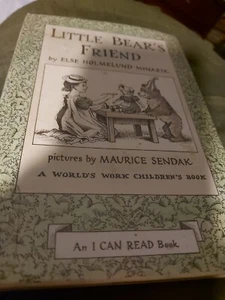 LITTLE BEAR'S
FRIEND
by ELSE HOLMELUND MINARIK
pictures by MAURICE SENDAK
A WORLD'S WORK CHILDREN'S BOOK
An I CAN READ Book